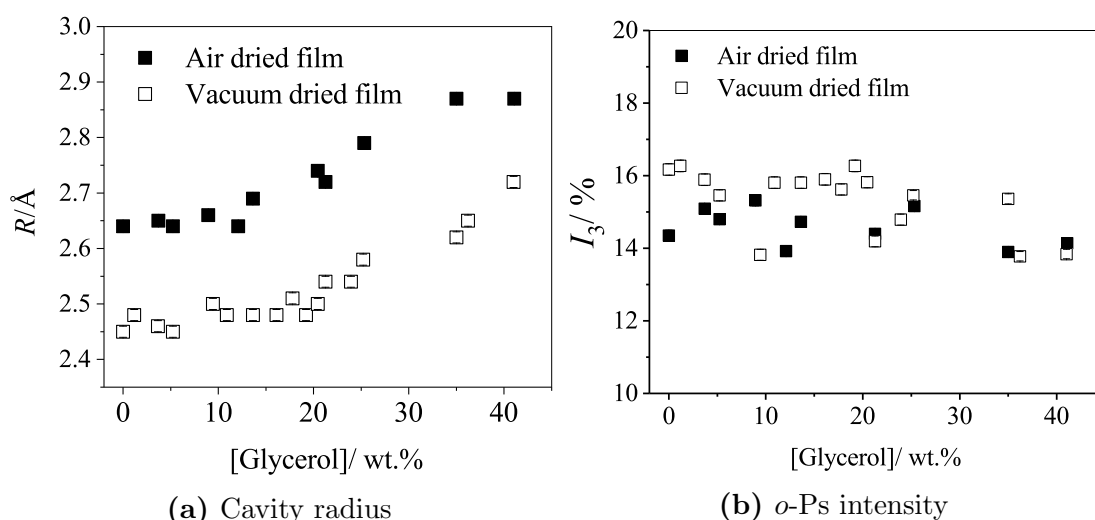 3.0
2.9
2.8
2.7
2.6
2.5
2.4
R/Å
Air dried film
Vacuum dried film
0 10 20 30 40
[Glycerol]/ wt.%
(a) Cavity radius
20
18
16
14
12
10
I₃/ %
Air dried film
Vacuum dried film
0 10 20 30 40
[Glycerol]/ wt.%
(b) o-Ps intensity